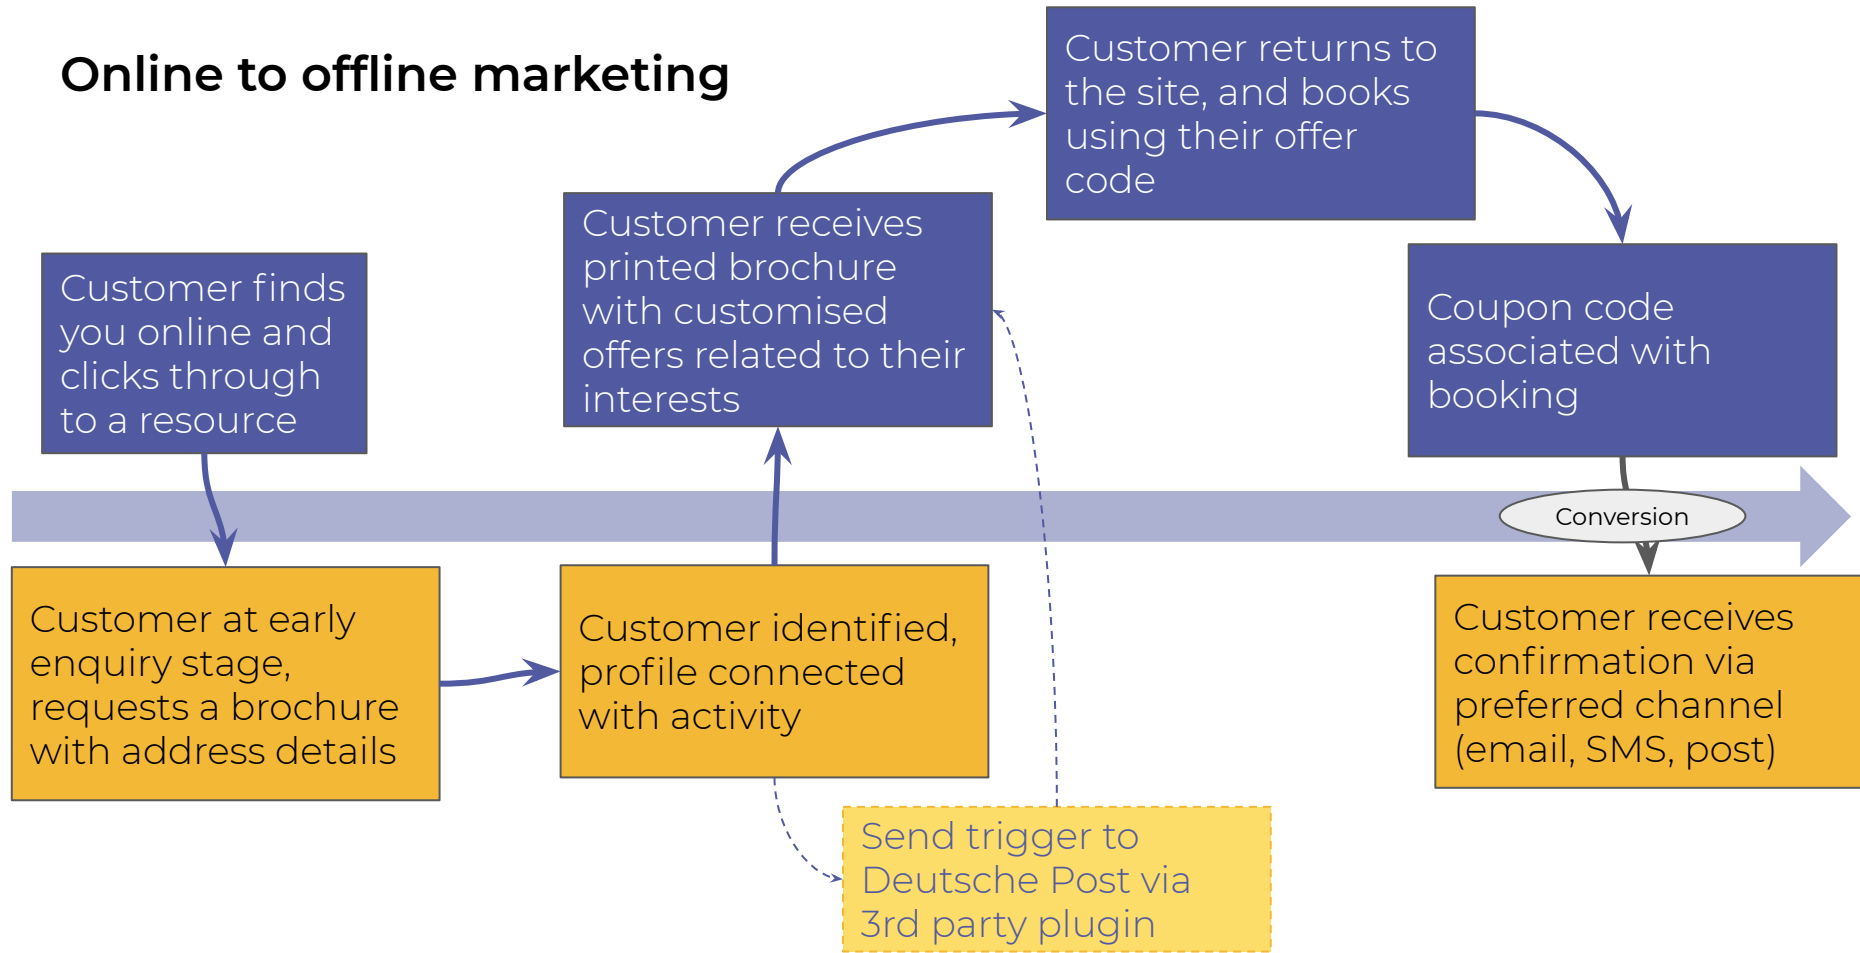 Online to offline marketing
Customer finds
you online and
clicks through
to a resource
Customer at early
enquiry stage,
requests a brochure
with address details
Customer identified,
profile connected
with activity
Send trigger to
Deutsche Post via
3rd party plugin
Customer receives
printed brochure
with customised
offers related to their
interests
Customer returns to
the site, and books
using their offer
code
Coupon code
associated with
booking
Conversion
Customer receives
confirmation via
preferred channel
(email, SMS, post)